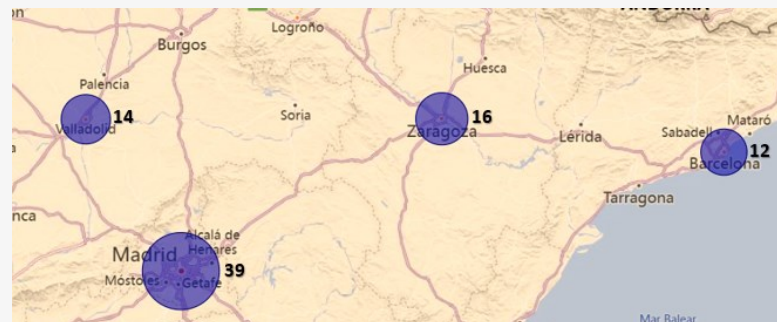 ANDORRA
Logroño
Burgos
Huesca
Palencia
Soria
14
16
Valladolid
Zaragoza
Lérida
Sabadell
Mataró
12
Barcelona
Tarragona
Alcalá de
Henares
Madrid
39
Móstoles
Getafe
Mar Balear